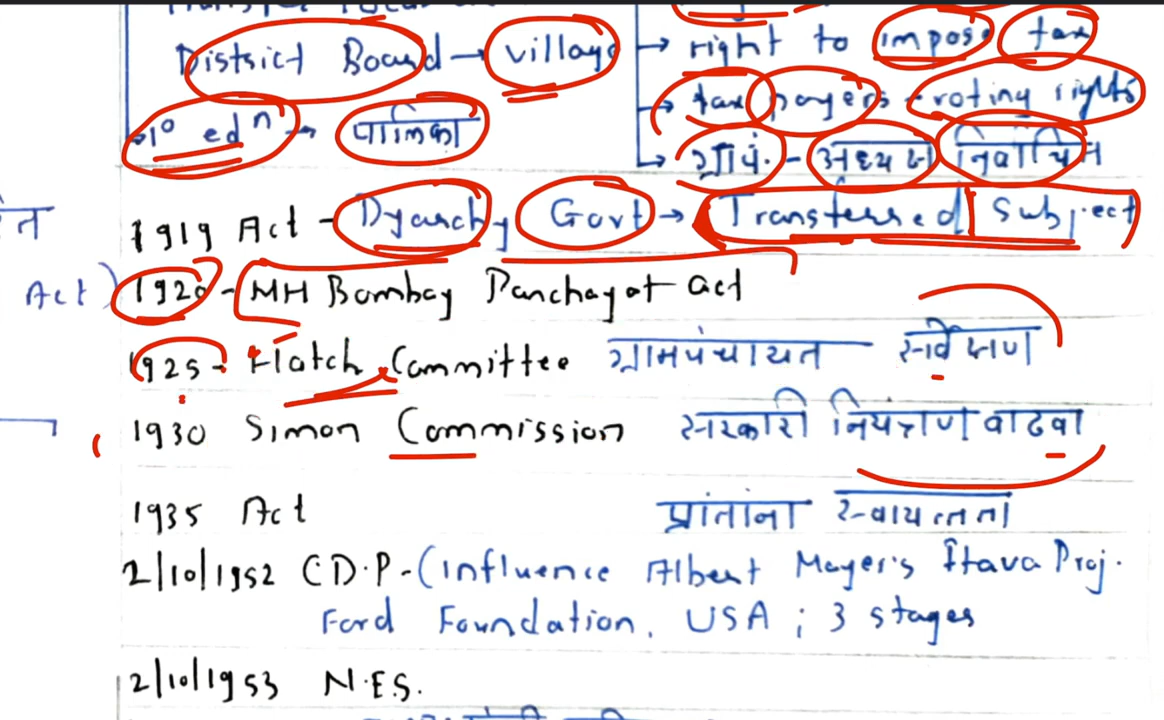 District Board → village
→ right to impose tax
→ tax payers - voting rights
1° edⁿ → पालिका
→ ग्रापं. - अध्यक्ष निर्वाचित
1919 Act - Dyarchy Govt → Transferred Subject
Act) 1920 - MH Bombay Panchayat act
1925 - Hatch Committee ग्रामपंचायत सर्वेक्षण
1930 Simon Commission सरकारी नियंत्रण वाढवा
1935 Act प्रांतांना स्वायत्तता
2/10/1952 C.D.P - (influence Albert Mayer's Itava Proj.
Ford Foundation, USA ; 3 stages
2/10/1953 N.E.S.